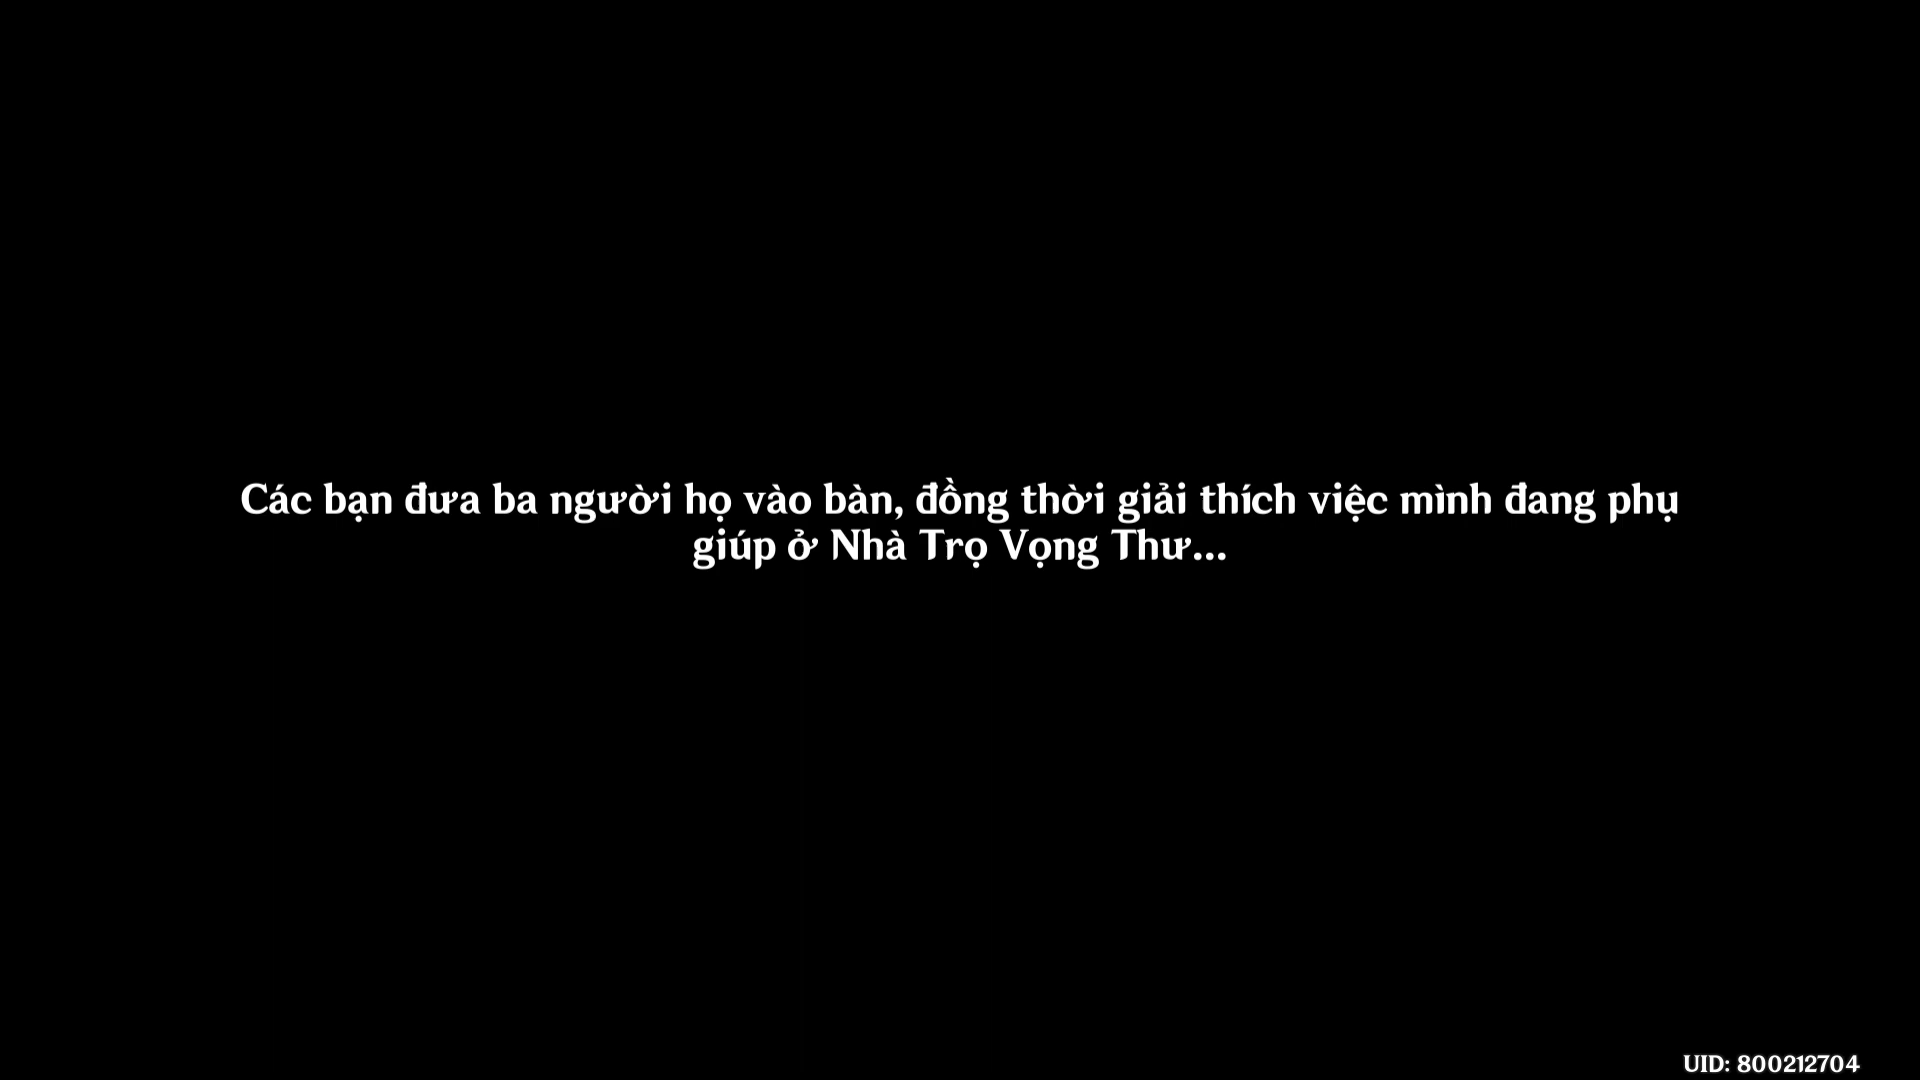 Các bạn đưa ba người họ vào bàn, đồng thời giải thích việc mình đang phụ
giúp ở Nhà Trọ Vọng Thư...
UID: 800212704